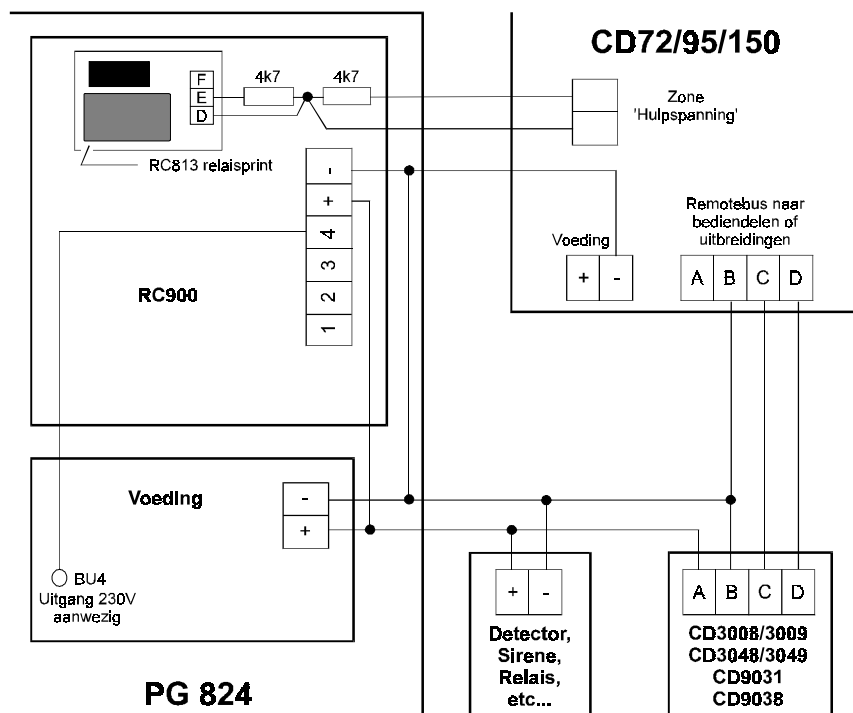 CD72/95/150
F
E
D
4k7
4k7
Zone
'Hulpspanning'
RC813 relaisprint
-
+
4
3
2
1
RC900
Voeding
+ -
Remotebus naar
bediendelen of
uitbreidingen
A B C D
Voeding
-
+
BU4
Uitgang 230V
aanwezig
PG 824
+ -
Detector,
Sirene,
Relais,
etc...
A B C D
CD3008/3009
CD3048/3049
CD9031
CD9038